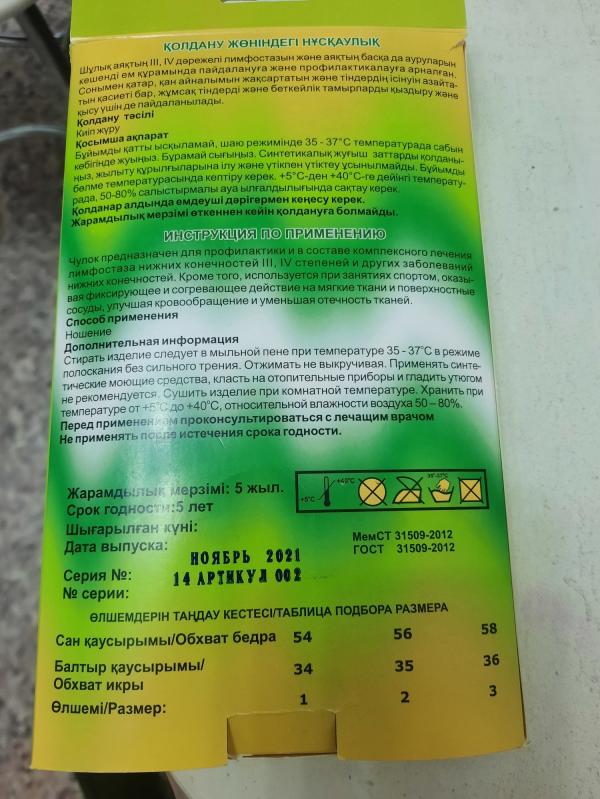 ҚОЛДАНУ ЖӨНІНДЕГІ НҰСҚАУЛЫҚ
Шұлық аяқтың III, IV дәрежелі лимфостазын және аяқтың басқа да ауруларын
кешенді ем құрамында пайдалануға және профилактикалауға арналған.
Сонымен қатар, қан айналымын жақсартатын және тіндердің ісінуін азайта-
тын қасиеті бар, жұмсақ тіндерді және беткейлік тамырларды қыздыру және
қысу үшін де пайдаланылады.
Қолдану тәсілі
Киіп жүру
Қосымша ақпарат
Бұйымды қатты ысқыламай, шаю режимінде 35 - 37°С температурада сабын
көбігінде жуыңыз. Бұрамай сығыңыз. Синтетикалық жуғыш заттарды қолданы-
ңыз, жылыту құрылғыларына ілу және үтікпен үтіктеу ұсынылмайды. Бұйымды
бөлме температурасында кептіру керек. +5°С-ден +40°С-ге дейінгі температу-
рада, 50-80% салыстырмалы ауа ылғалдылығында сақтау керек.
Қолданар алдында емдеуші дәрігермен кеңесу керек.
Жарамдылық мерзімі өткеннен кейін қолдануға болмайды.
ИНСТРУКЦИЯ ПО ПРИМЕНЕНИЮ
Чулок предназначен для профилактики и в составе комплексного лечения
лимфостаза нижних конечностей III, IV степеней и других заболеваний
нижних конечностей. Кроме того, используется при занятиях спортом, оказы-
вая фиксирующее и согревающее действие на мягкие ткани и поверхностные
сосуды, улучшая кровообращение и уменьшая отечность тканей.
Способ применения
Ношение
Дополнительная информация
Стирать изделие следует в мыльной пене при температуре 35 - 37°С в режиме
полоскания без сильного трения. Отжимать не выкручивая. Применять синте-
тические моющие средства, класть на отопительные приборы и гладить утюгом
не рекомендуется. Сушить изделие при комнатной температуре. Хранить при
температуре от +5°С до +40°С, относительной влажности воздуха 50 – 80%.
Перед применением проконсультироваться с лечащим врачом
Не применять после истечения срока годности.
Жарамдылық мерзімі: 5 жыл.
Срок годности:5 лет
+5°С +40°С 35°-37°С
Шығарылған күні:
Дата выпуска:
НОЯБРЬ 2021
МемСТ 31509-2012
ГОСТ 31509-2012
Серия №:
№ серии:
14 АРТИКУЛ 002
ӨЛШЕМДЕРІН ТАҢДАУ КЕСТЕСІ/ТАБЛИЦА ПОДБОРА РАЗМЕРА
Сан қаусырымы/Обхват бедра 54 56 58
Балтыр қаусырымы/
Обхват икры 34 35 36
Өлшемі/Размер: 1 2 3